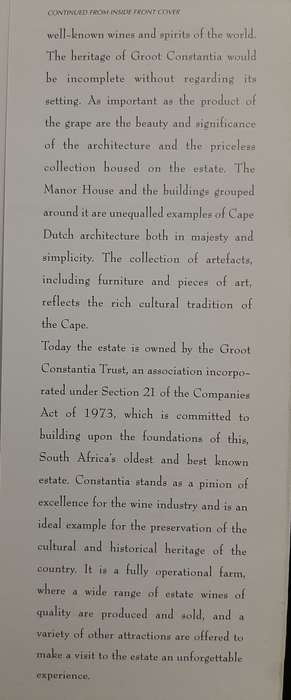 CONTINUED FROM INSIDE FRONT COVER
well-known wines and spirits of the world.
The heritage of Groot Constantia would
be incomplete without regarding its
setting. As important as the product of
the grape are the beauty and significance
of the architecture and the priceless
collection housed on the estate. The
Manor House and the buildings grouped
around it are unequalled examples of Cape
Dutch architecture both in majesty and
simplicity. The collection of artefacts,
including furniture and pieces of art,
reflects the rich cultural tradition of
the Cape.
Today the estate is owned by the Groot
Constantia Trust, an association incorpo-
rated under Section 21 of the Companies
Act of 1973, which is committed to
building upon the foundations of this,
South Africa's oldest and best known
estate. Constantia stands as a pinion of
excellence for the wine industry and is an
ideal example for the preservation of the
cultural and historical heritage of the
country. It is a fully operational farm,
where a wide range of estate wines of
quality are produced and sold, and a
variety of other attractions are offered to
make a visit to the estate an unforgettable
experience.